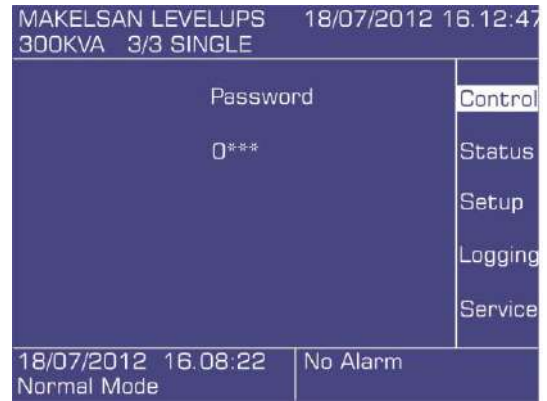 MAKELSAN LEVELUPS 18/07/2012 16.12:47
300KVA 3/3 SINGLE
Password
0***
Control
Status
Setup
Logging
Service
18/07/2012 16.08:22 No Alarm
Normal Mode